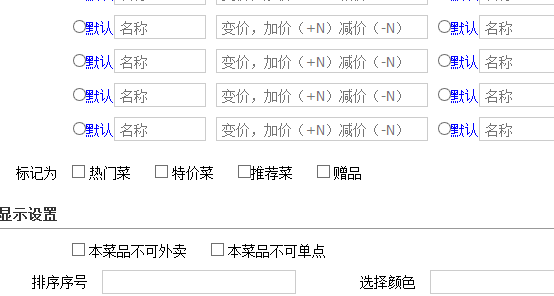 默认 名称 变价，加价（+N）减价（-N） 默认 名称
默认 名称 变价，加价（+N）减价（-N） 默认 名称
默认 名称 变价，加价（+N）减价（-N） 默认 名称
默认 名称 变价，加价（+N）减价（-N） 默认 名称
标记为 热门菜 特价菜 推荐菜 赠品
显示设置
本菜品不可外卖 本菜品不可单点
排序序号 选择颜色